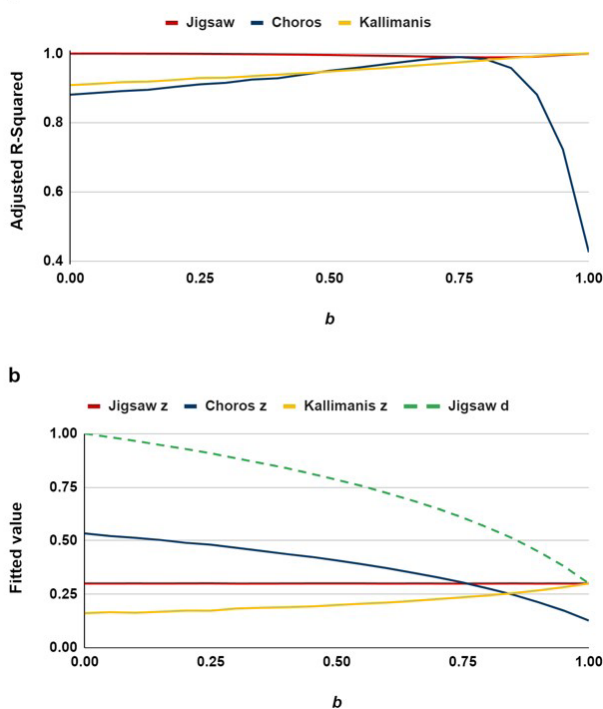 Jigsaw Choros Kallimanis
1.0
0.8
0.6
0.4
Adjusted R-Squared
0.00 0.25 0.50 0.75 1.00
b
b
Jigsaw z Choros z Kallimanis z Jigsaw d
1.00
0.75
0.50
0.25
0.00
Fitted value
0.00 0.25 0.50 0.75 1.00
b